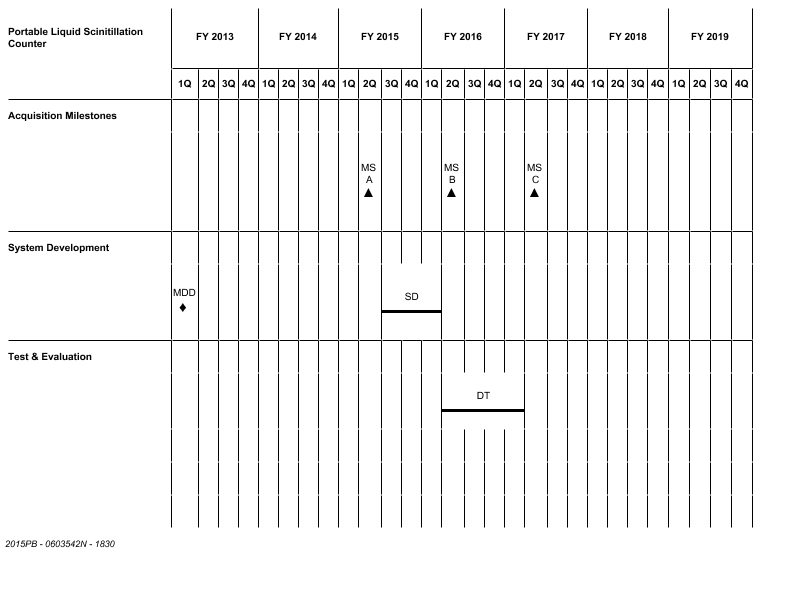 Portable Liquid Scinitillation
Counter
FY 2013 FY 2014 FY 2015 FY 2016 FY 2017 FY 2018 FY 2019
1Q 2Q 3Q 4Q 1Q 2Q 3Q 4Q 1Q 2Q 3Q 4Q 1Q 2Q 3Q 4Q 1Q 2Q 3Q 4Q 1Q 2Q 3Q 4Q 1Q 2Q 3Q 4Q
Acquisition Milestones
MS MS MS
A B C
System Development
MDD
SD
Test & Evaluation
DT
2015PB - 0603542N - 1830